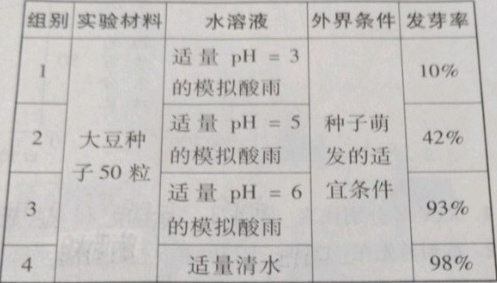 组别 实验材料 水溶液 外界条件 发芽率
1 大豆种子50粒 适量 pH = 3 的模拟酸雨 种子萌发的适宜条件 10%
2 适量 pH = 5 的模拟酸雨 42%
3 适量 pH = 6 的模拟酸雨 93%
4 适量清水 98%